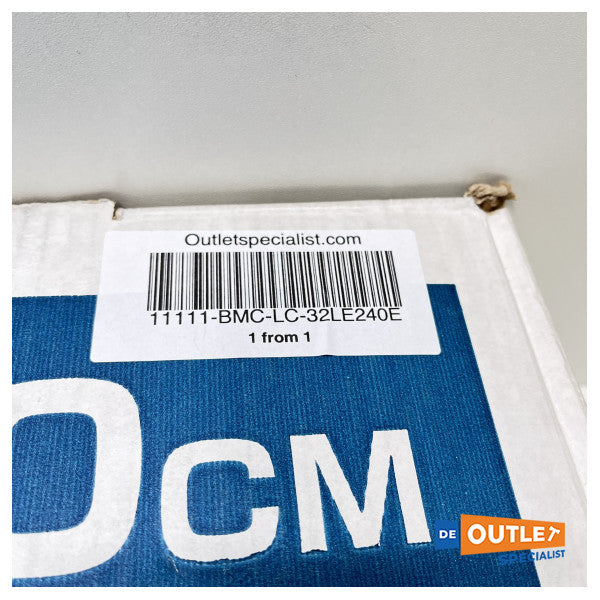 Outletspecialist.com
11111-BMC-LC-32LE240E
1 from 1
0CM
DE OUTLET
SPECIALIST